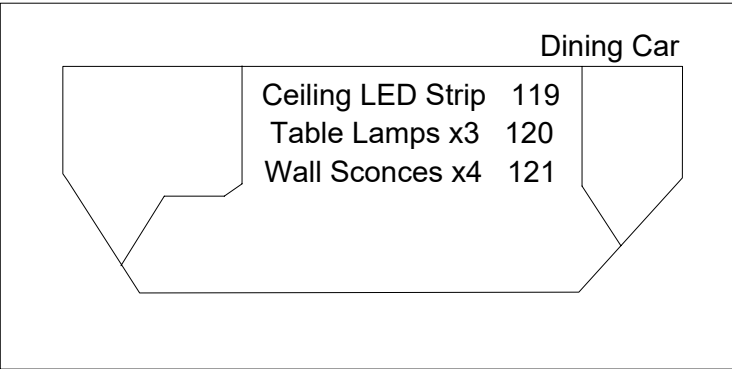 Dining Car
Ceiling LED Strip 119
Table Lamps x3 120
Wall Sconces x4 121